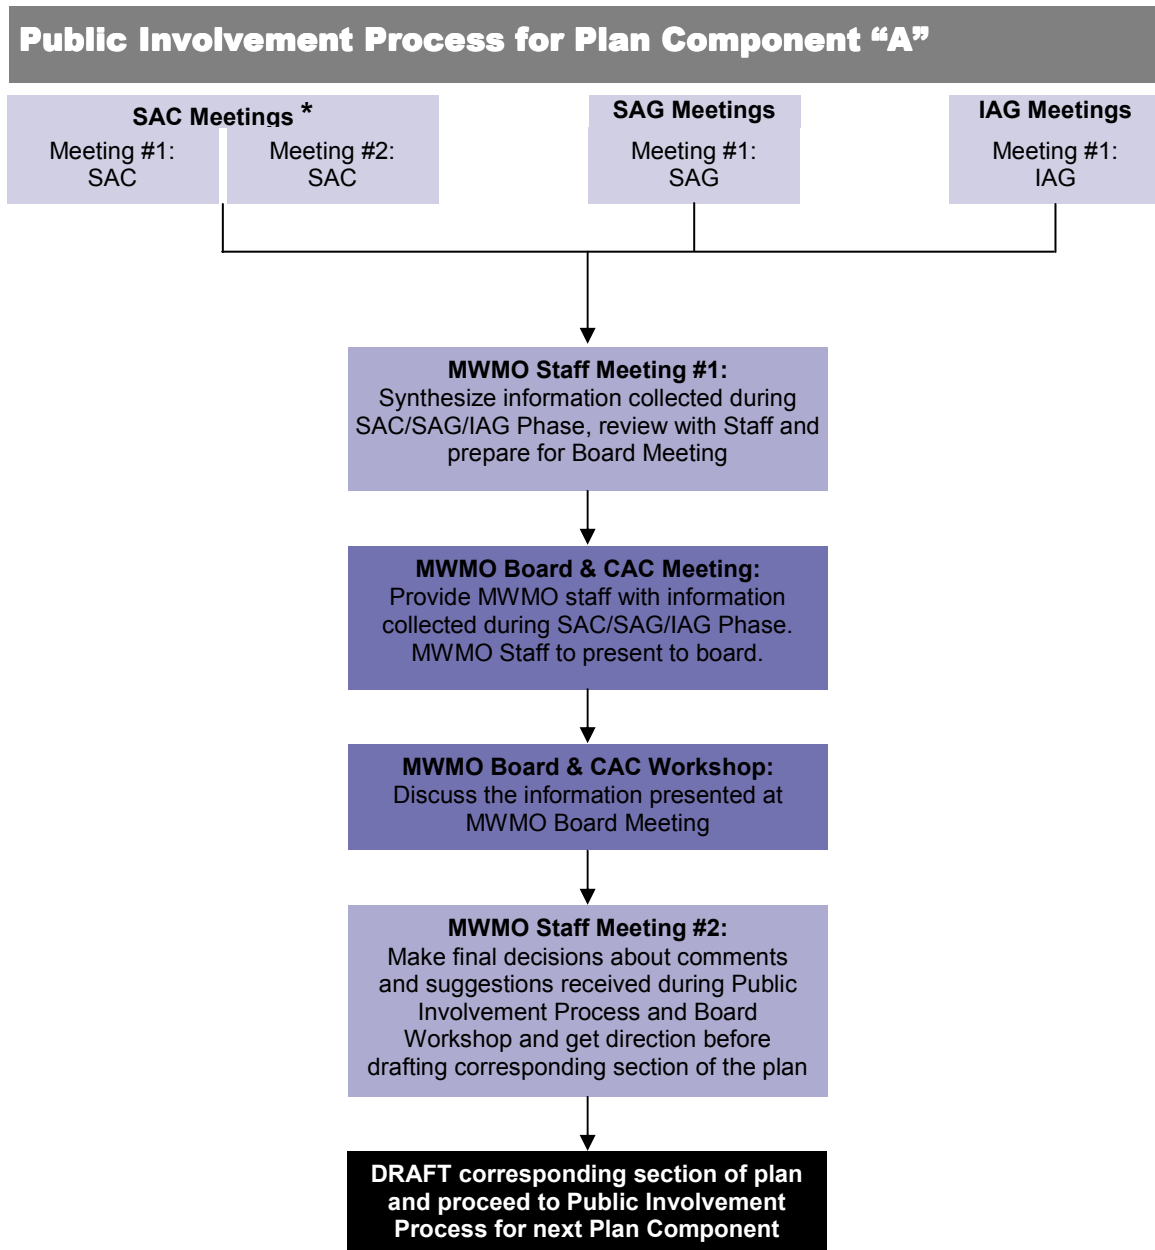 Public Involvement Process for Plan Component “A”
SAC Meetings *
Meeting #1:
SAC
Meeting #2:
SAC
SAG Meetings
Meeting #1:
SAG
IAG Meetings
Meeting #1:
IAG
MWMO Staff Meeting #1:
Synthesize information collected during
SAC/SAG/IAG Phase, review with Staff and
prepare for Board Meeting
MWMO Board & CAC Meeting:
Provide MWMO staff with information
collected during SAC/SAG/IAG Phase.
MWMO Staff to present to board.
MWMO Board & CAC Workshop:
Discuss the information presented at
MWMO Board Meeting
MWMO Staff Meeting #2:
Make final decisions about comments
and suggestions received during Public
Involvement Process and Board
Workshop and get direction before
drafting corresponding section of the plan
DRAFT corresponding section of plan
and proceed to Public Involvement
Process for next Plan Component